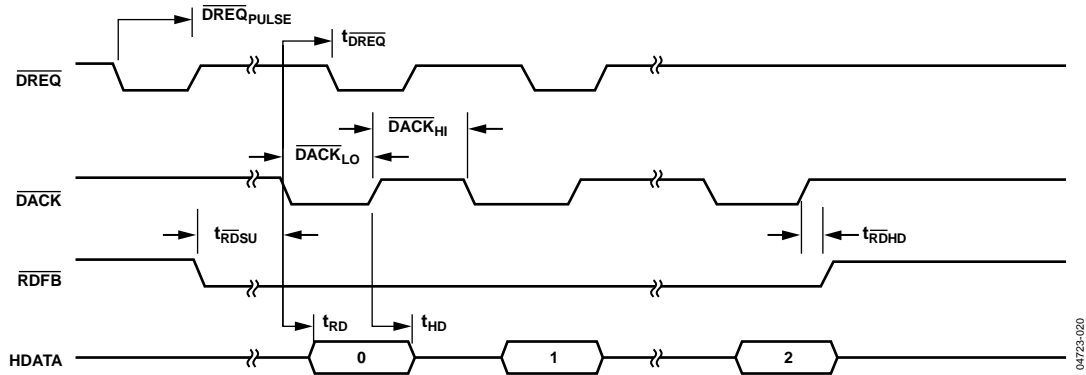 DREQPULSE
tDREQ
DREQ
DACKHI
DACKLO
DACK
tRDSU
tRDHD
RDFB
tRD
tHD
HDATA
0
1
2
04723-020